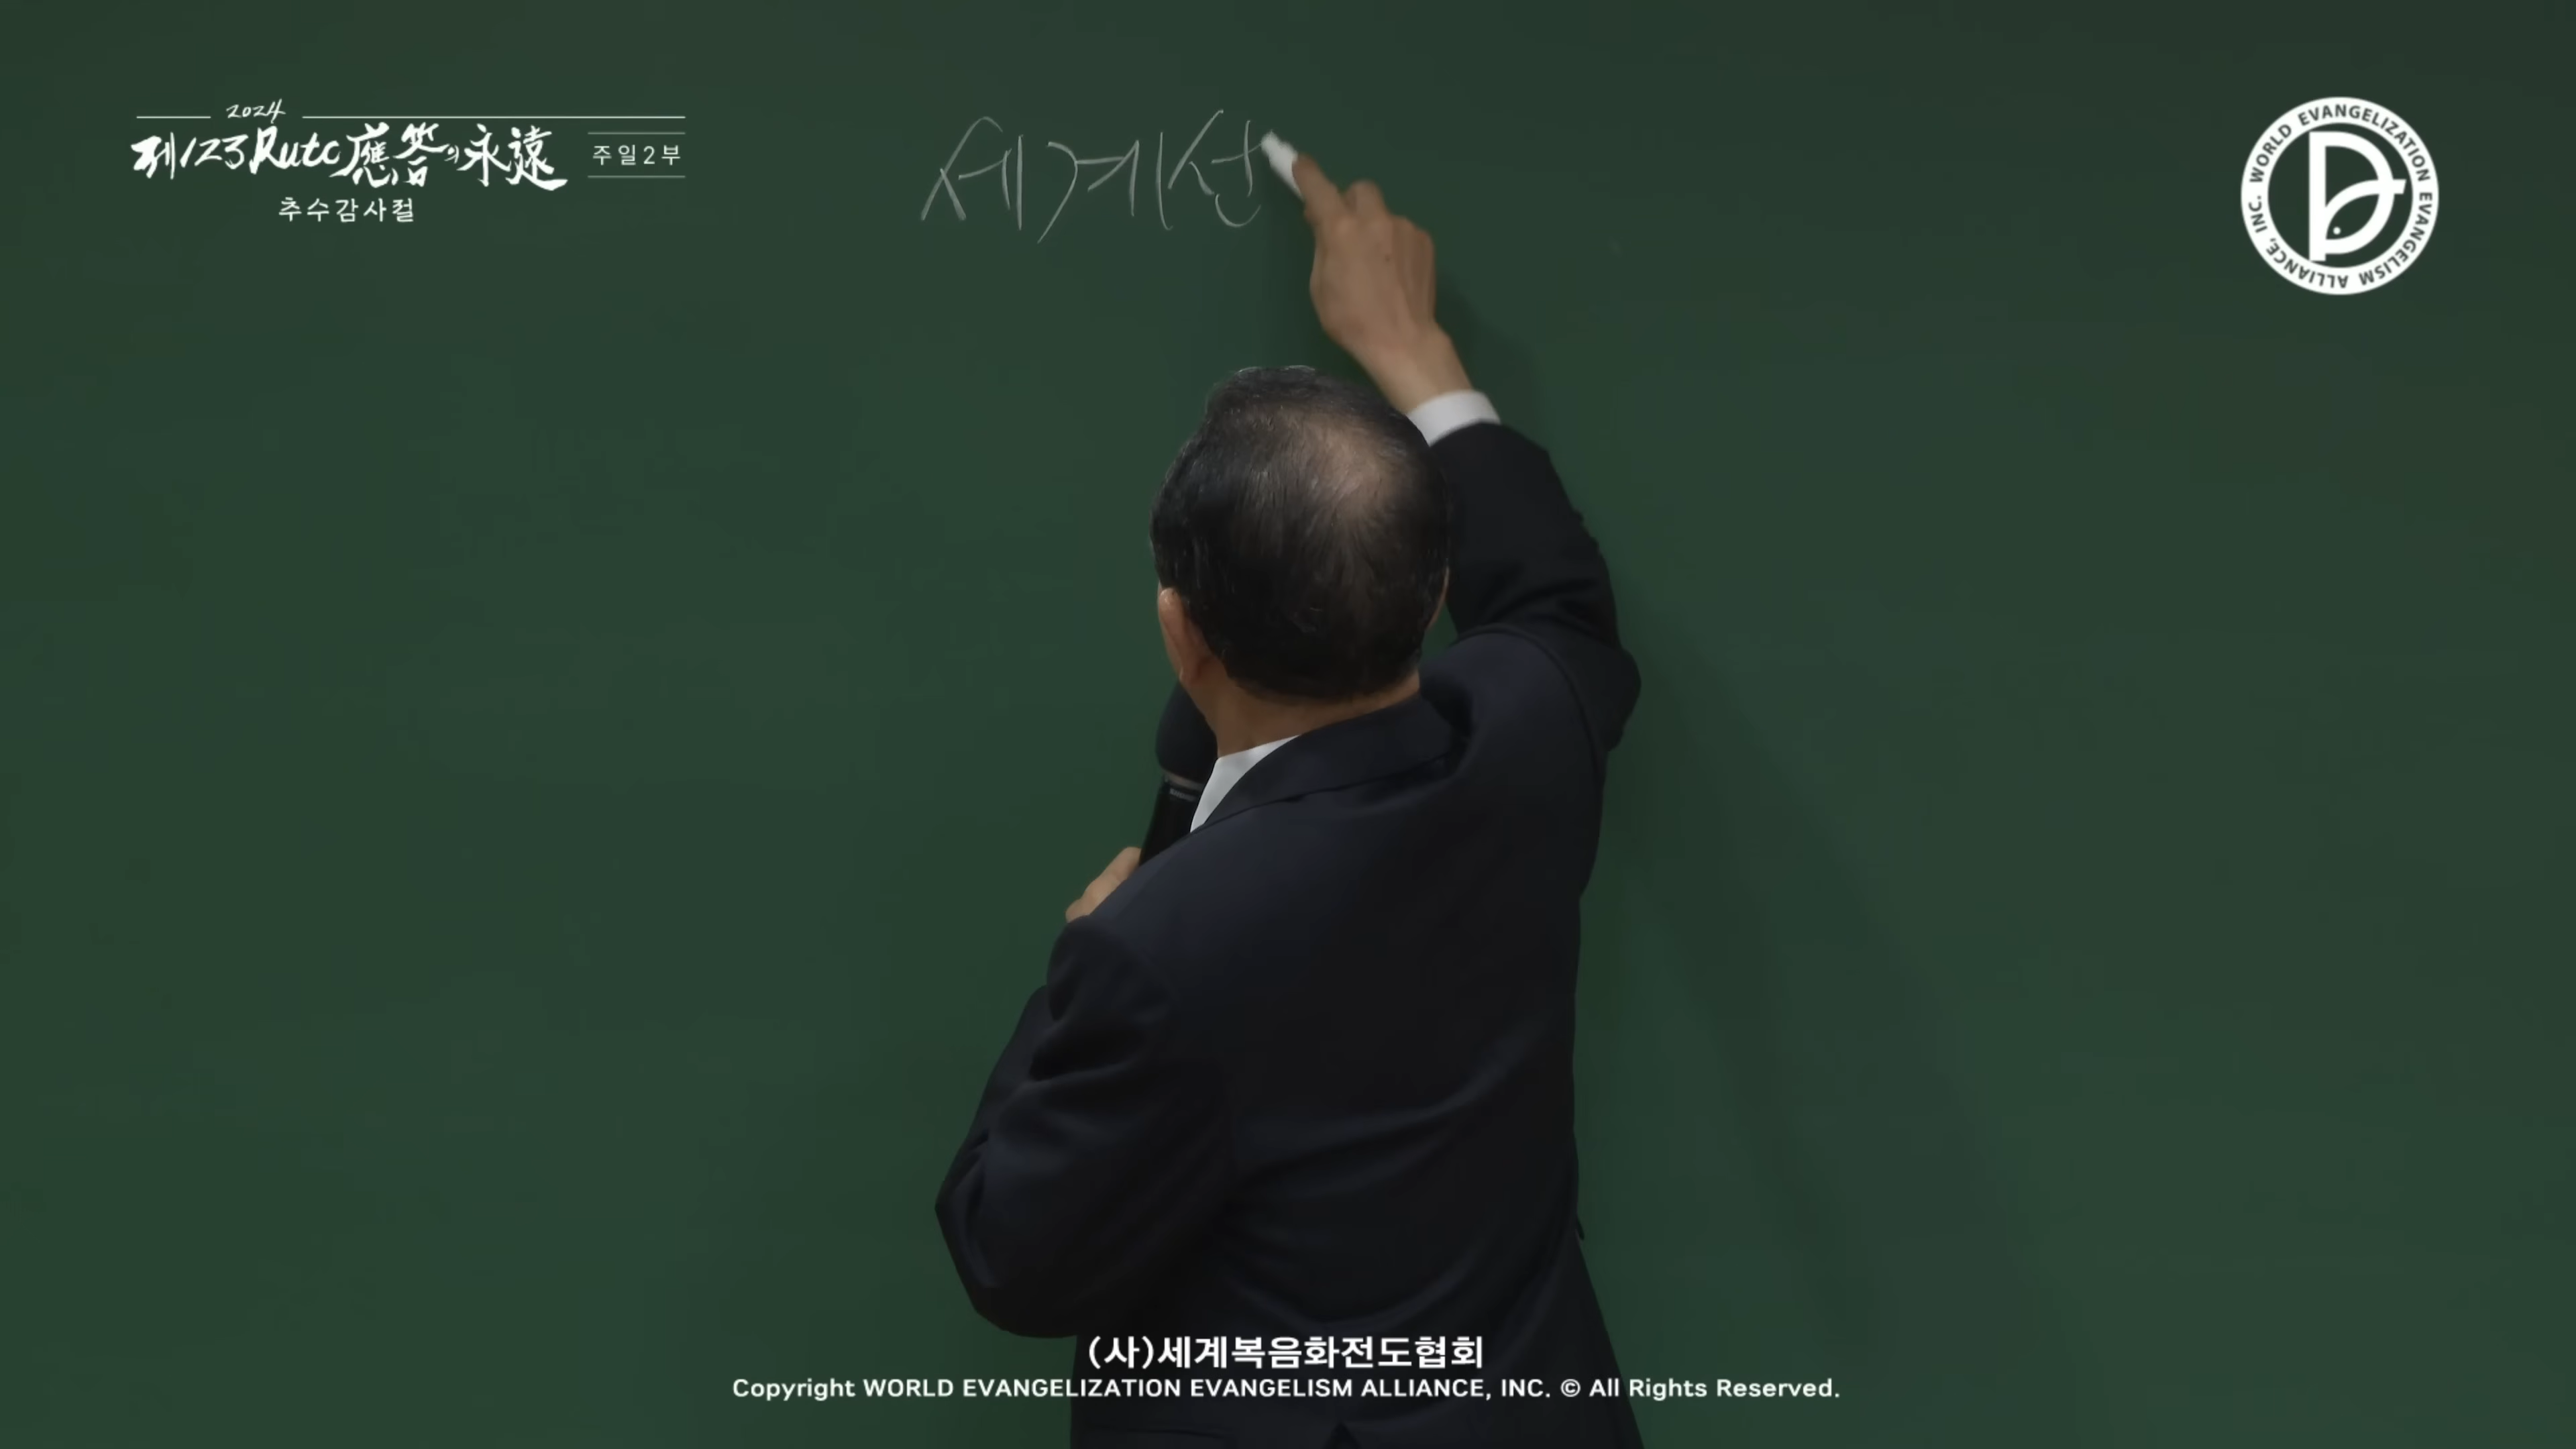 2024
제123 Rutc 應答의 永遠
주일2부
추수감사절
세계선
WORLD EVANGELIZATION EVANGELISM ALLIANCE, INC.
(사)세계복음화전도협회
Copyright WORLD EVANGELIZATION EVANGELISM ALLIANCE, INC. © All Rights Reserved.